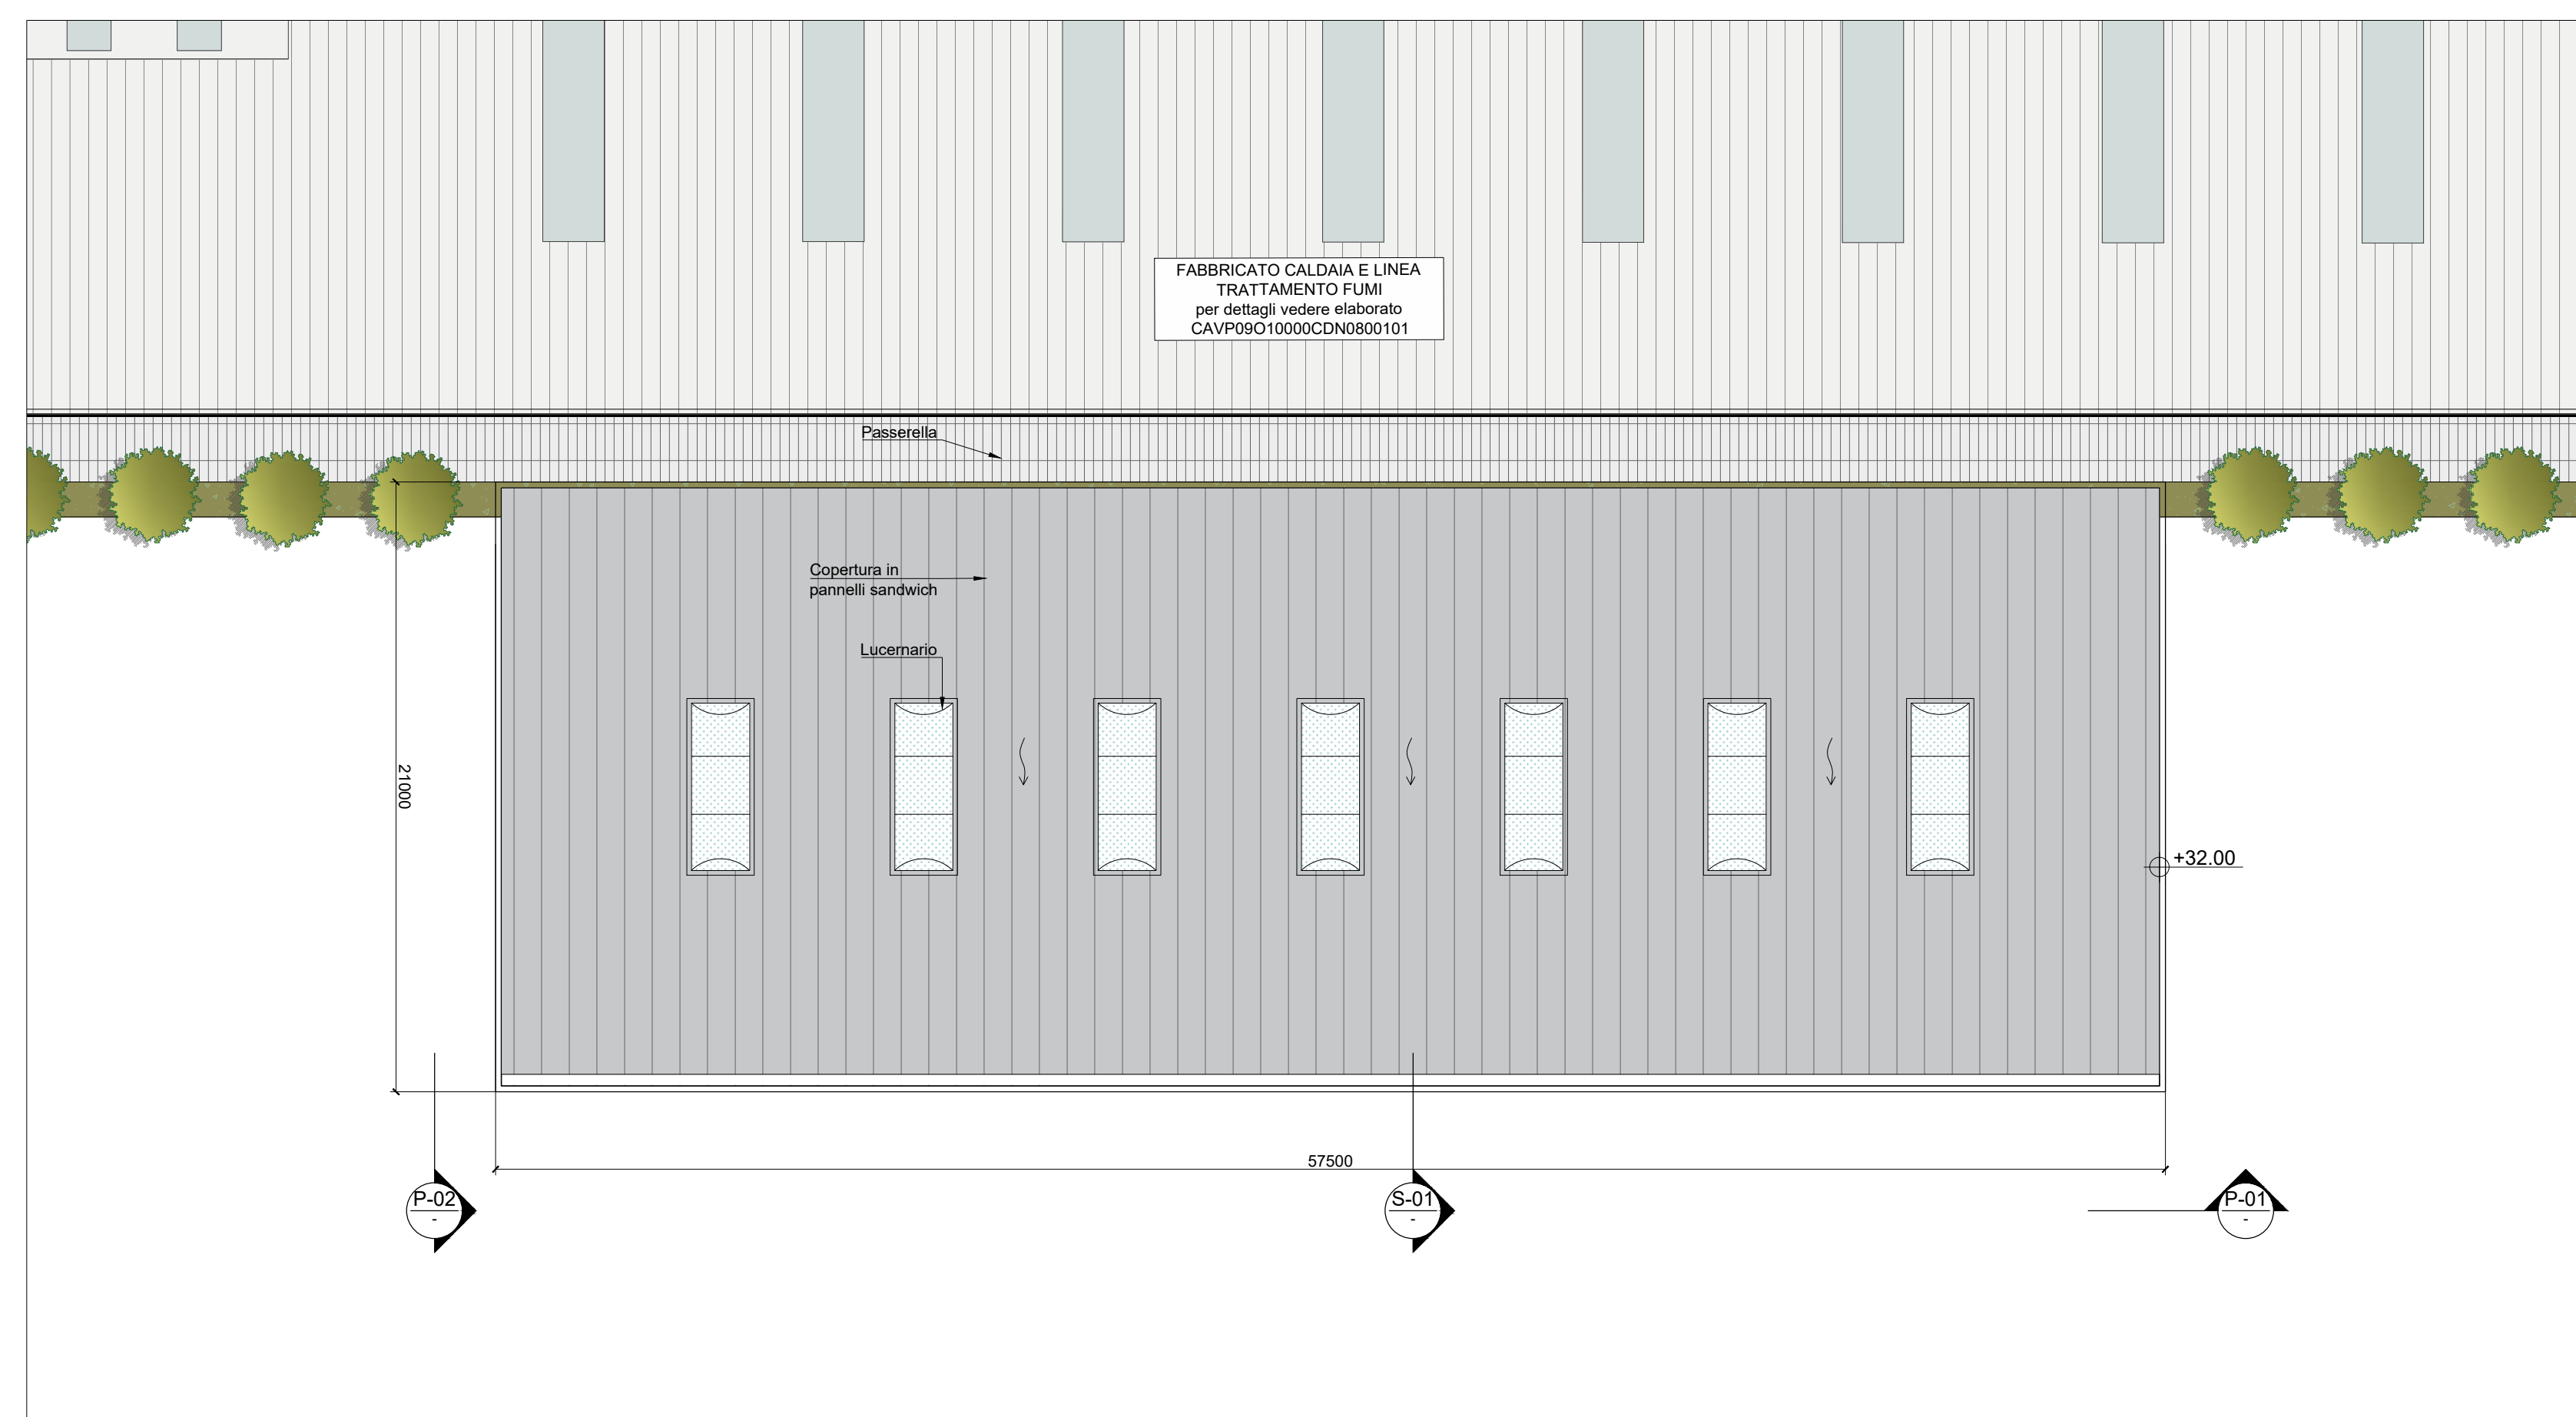 FABBRICATO CALDAIA E LINEA
TRATTAMENTO FUMI
per dettagli vedere elaborato
CAVP09O10000CDN0800101
Passerella
Copertura in
pannelli sandwich
Lucernario
21000
+32.00
57500
P-02
-
S-01
-
P-01
-